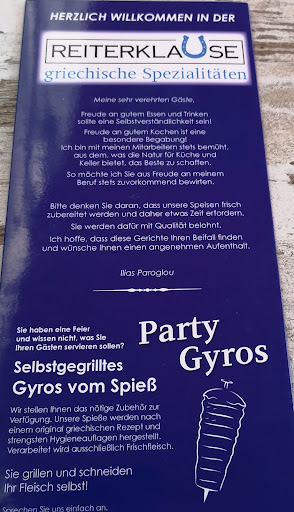 HERZLICH WILLKOMMEN IN DER
REITERKLAUSE
griechische Spezialitäten
Meine sehr verehrten Gäste,
Freude an gutem Essen und Trinken
sollte eine Selbstverständlichkeit sein!
Freude an gutem Kochen ist eine
besondere Begabung!
Ich bin mit meinen Mitarbeitern stets bemüht,
aus dem, was die Natur für Küche und
Keller bietet, das Beste zu schaffen.
So möchte ich Sie aus Freude an meinem
Beruf stets zuvorkommend bewirten.
Bitte denken Sie daran, dass unsere Speisen frisch
zubereitet werden und daher etwas Zeit erfordern.
Sie werden dafür mit Qualität belohnt.
Ich hoffe, dass diese Gerichte Ihren Beifall finden
und wünsche Ihnen einen angenehmen Aufenthalt.
Ilias Paroglou
Sie haben eine Feier
und wissen nicht, was Sie
Ihren Gästen servieren sollen?
Party
Gyros
Selbstgegrilltes
Gyros vom Spieß
Wir stellen Ihnen das nötige Zubehör zur
Verfügung. Unsere Spieße werden nach
einem original griechischen Rezept und
strengsten Hygieneauflagen hergestellt.
Verarbeitet wird ausschließlich Frischfleisch.
Sie grillen und schneiden
Ihr Fleisch selbst!
Sprechen Sie uns einfach an.